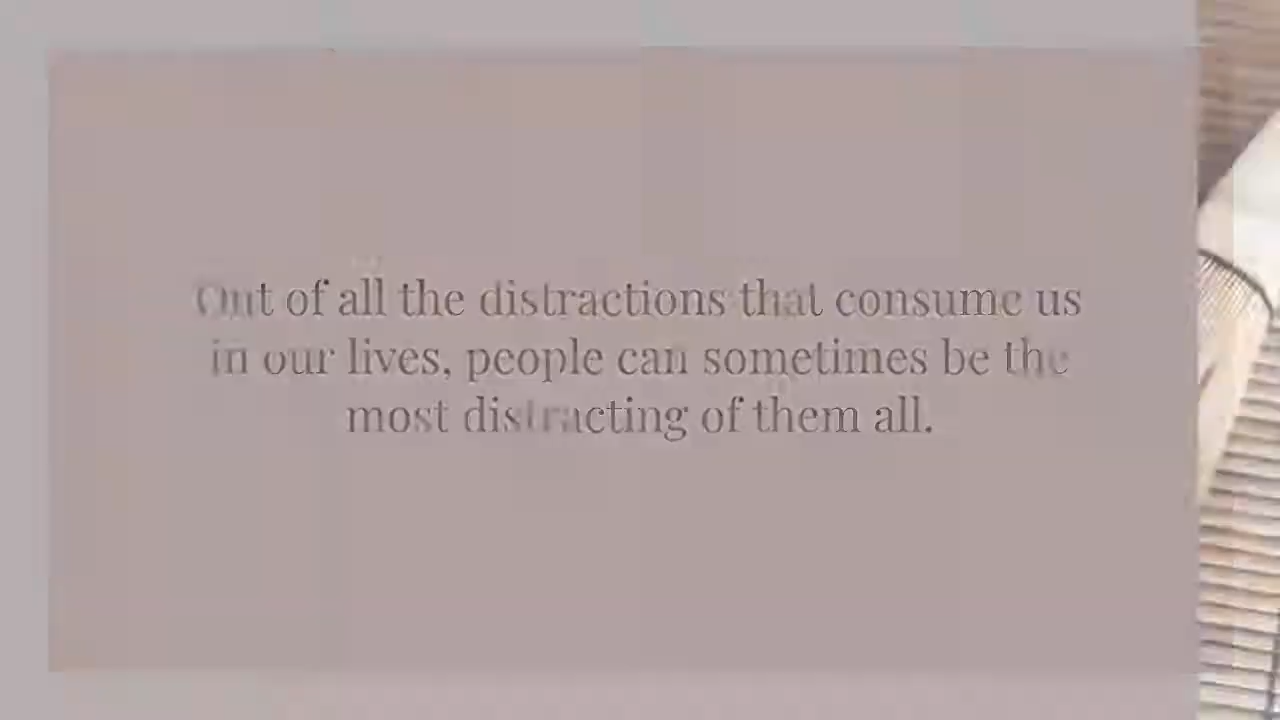 Out of all the distractions that consume us
in our lives, people can sometimes be the
most distracting of them all.